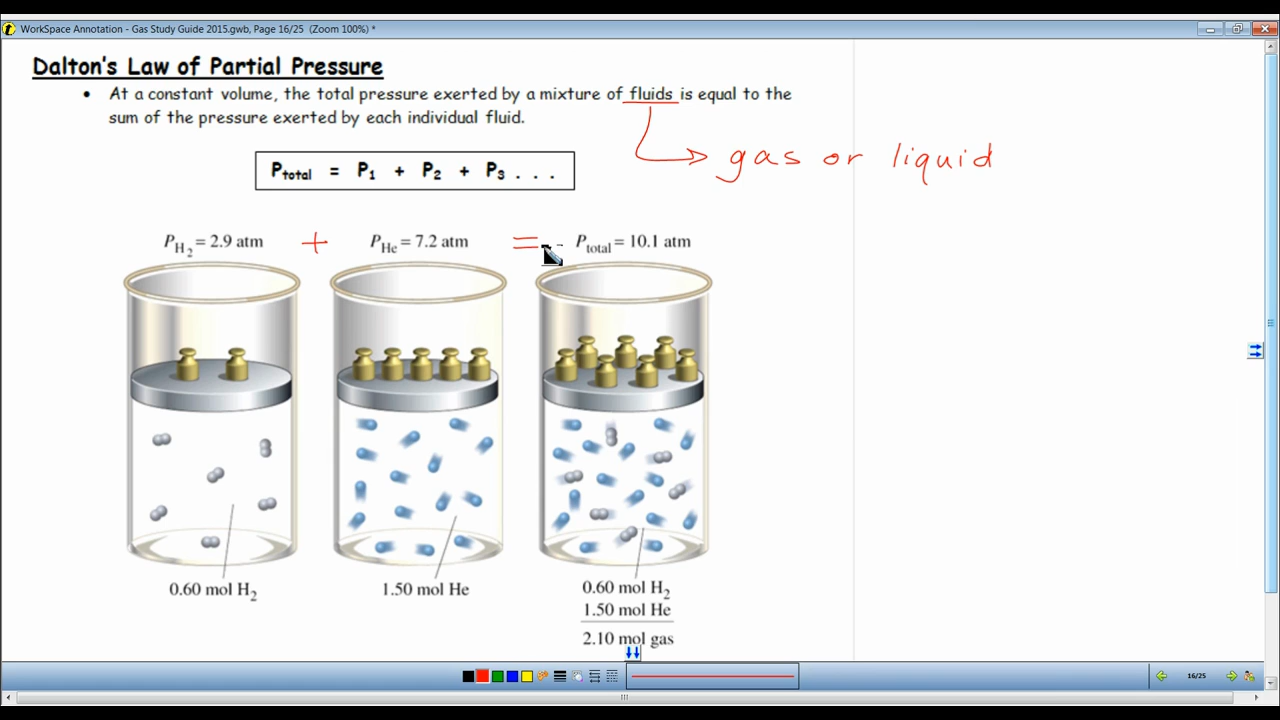 WorkSpace Annotation - Gas Study Guide 2015.gwb, Page 16/25 (Zoom 100%) *
Dalton's Law of Partial Pressure
• At a constant volume, the total pressure exerted by a mixture of fluids is equal to the
sum of the pressure exerted by each individual fluid.
gas or liquid
Ptotal = P1 + P2 + P3 . . .
PH2 = 2.9 atm + PHe = 7.2 atm = Ptotal = 10.1 atm
0.60 mol H2
1.50 mol He
0.60 mol H2
1.50 mol He
2.10 mol gas
16/25